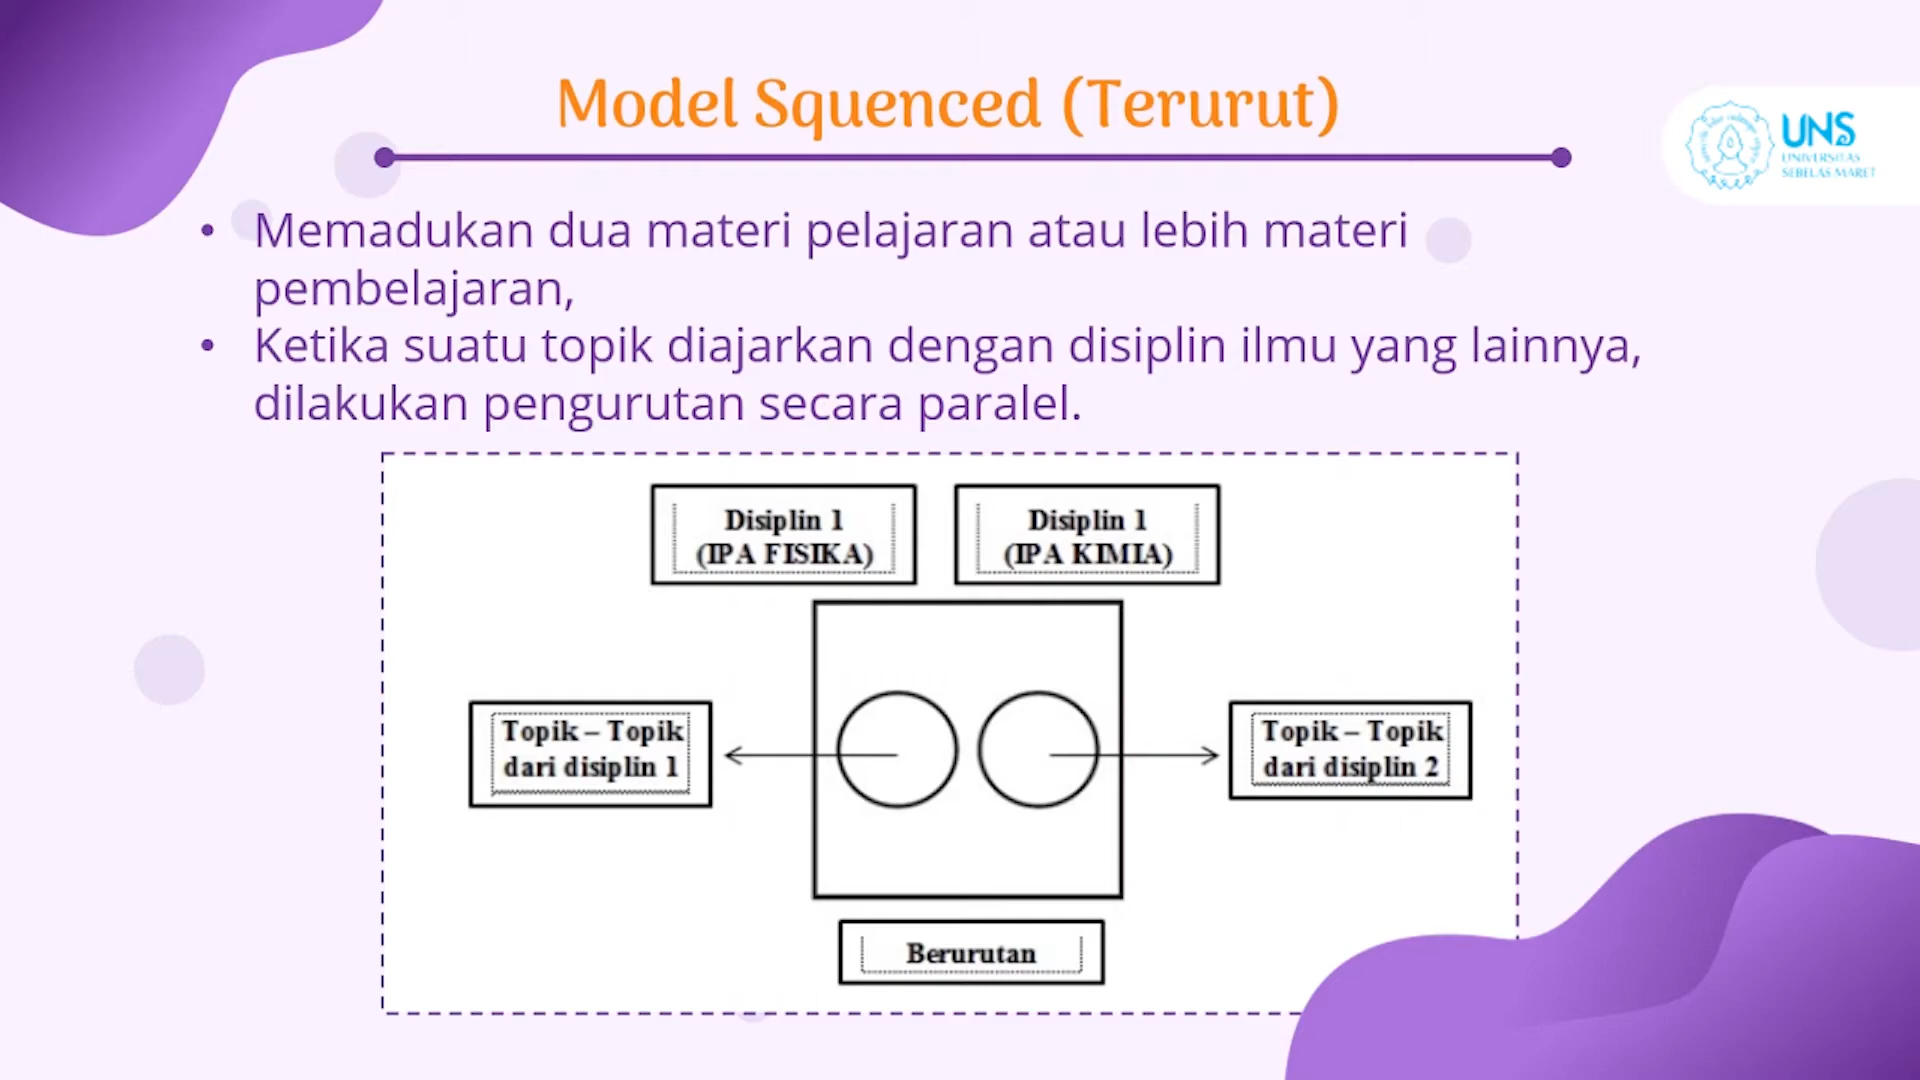 Model Squenced (Terurut)
UNS
UNIVERSITAS
SEBELAS MARET
• Memadukan dua materi pelajaran atau lebih materi
pembelajaran,
• Ketika suatu topik diajarkan dengan disiplin ilmu yang lainnya,
dilakukan pengurutan secara paralel.
Disiplin 1
(IPA FISIKA)
Disiplin 1
(IPA KIMIA)
Topik – Topik
dari disiplin 1
Topik – Topik
dari disiplin 2
Berurutan